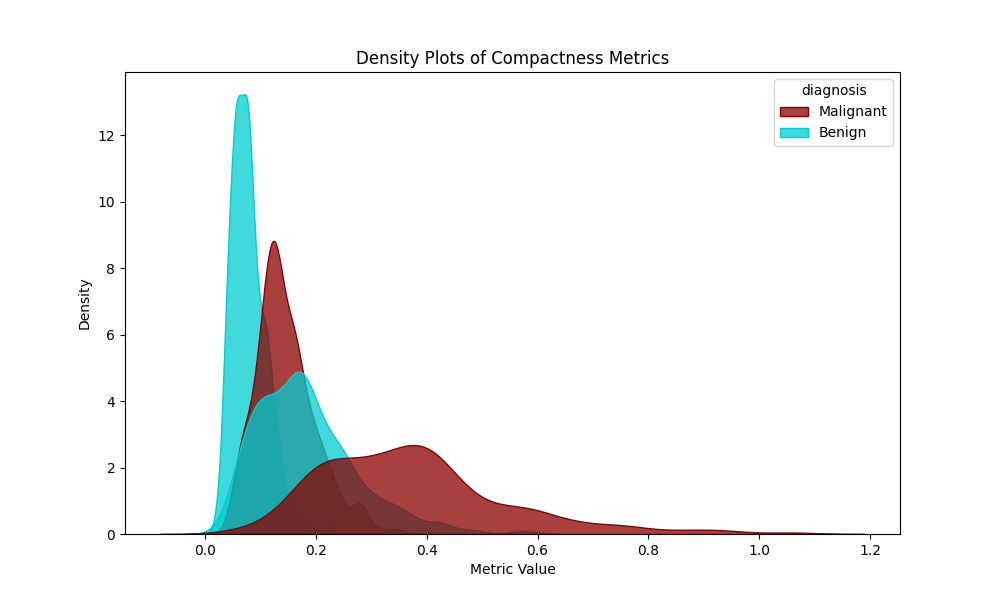 Density Plots of Compactness Metrics
diagnosis
Malignant
Benign
Density
12
10
8
6
4
2
0
0.0 0.2 0.4 0.6 0.8 1.0 1.2
Metric Value